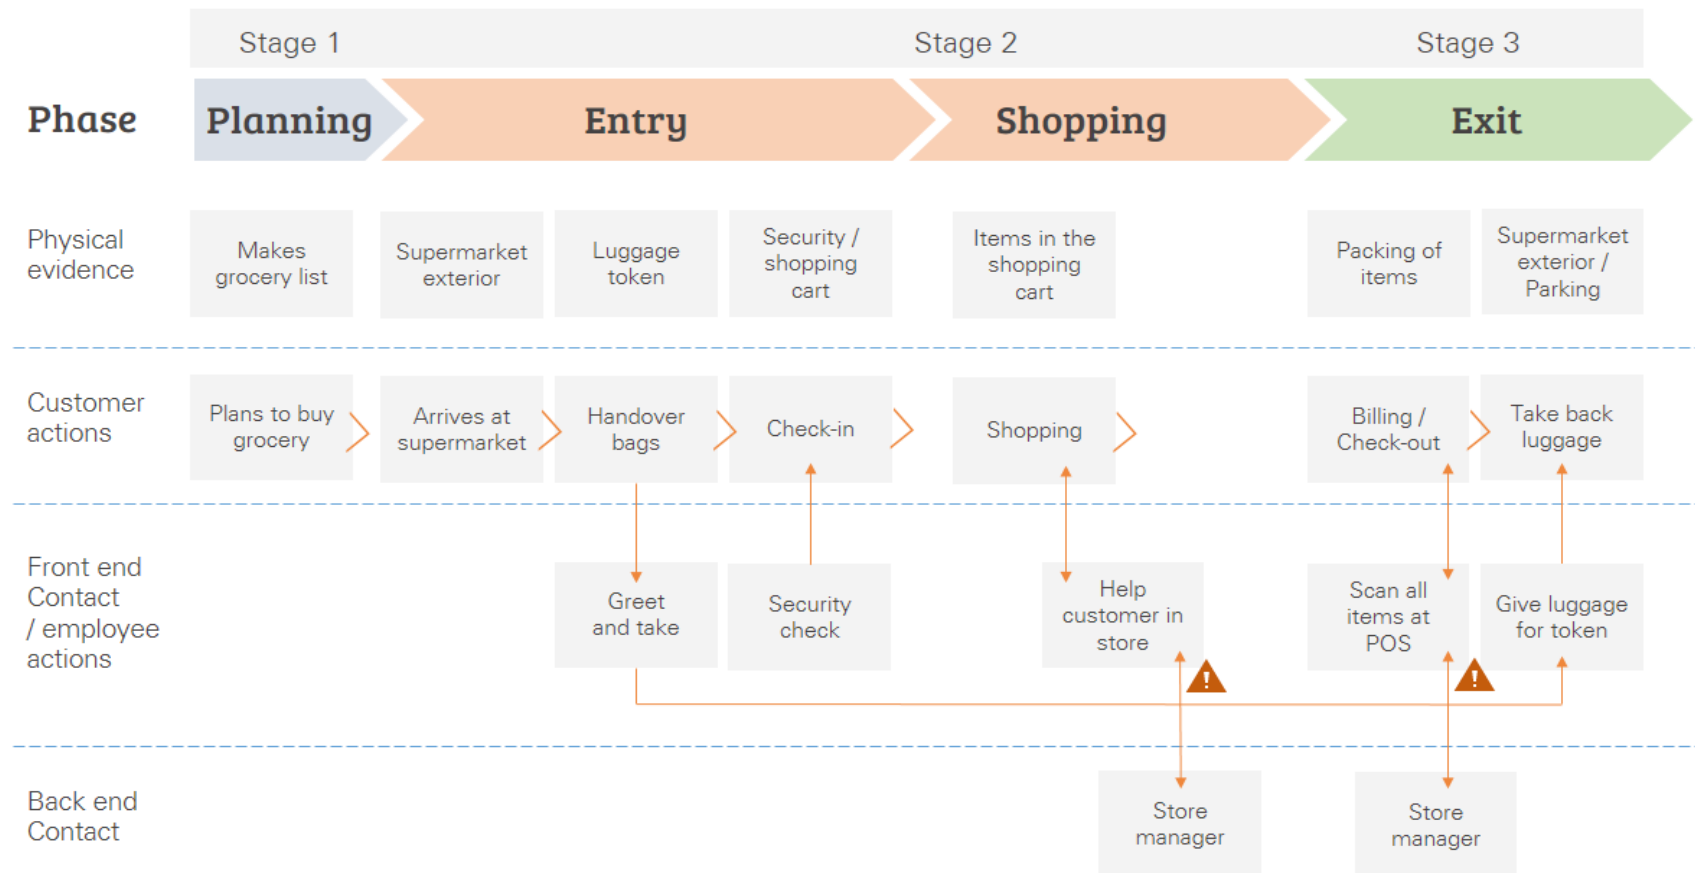 Stage 1
Stage 2
Stage 3
Phase
Planning
Entry
Shopping
Exit
Physical
evidence
Makes
grocery list
Supermarket
exterior
Luggage
token
Security /
shopping
cart
Items in the
shopping
cart
Packing of
items
Supermarket
exterior /
Parking
Customer
actions
Plans to buy
grocery
Arrives at
supermarket
Handover
bags
Check-in
Shopping
Billing /
Check-out
Take back
luggage
Front end
Contact
/ employee
actions
Greet
and take
Security
check
Help
customer in
store
Scan all
items at
POS
Give luggage
for token
!
!
Back end
Contact
Store
manager
Store
manager